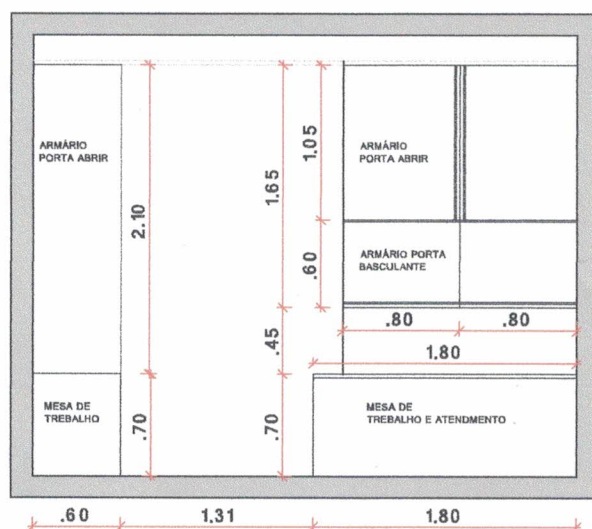 ARMÁRIO
PORTA ABRIR
2.10
1.65
1.05
ARMÁRIO
PORTA ABRIR
.60
ARMÁRIO PORTA
BASCULANTE
.80 .80
.45
1.80
MESA DE
TREBALHO
.70
.70
MESA DE
TREBALHO E ATENDMENTO
.60 1.31 1.80